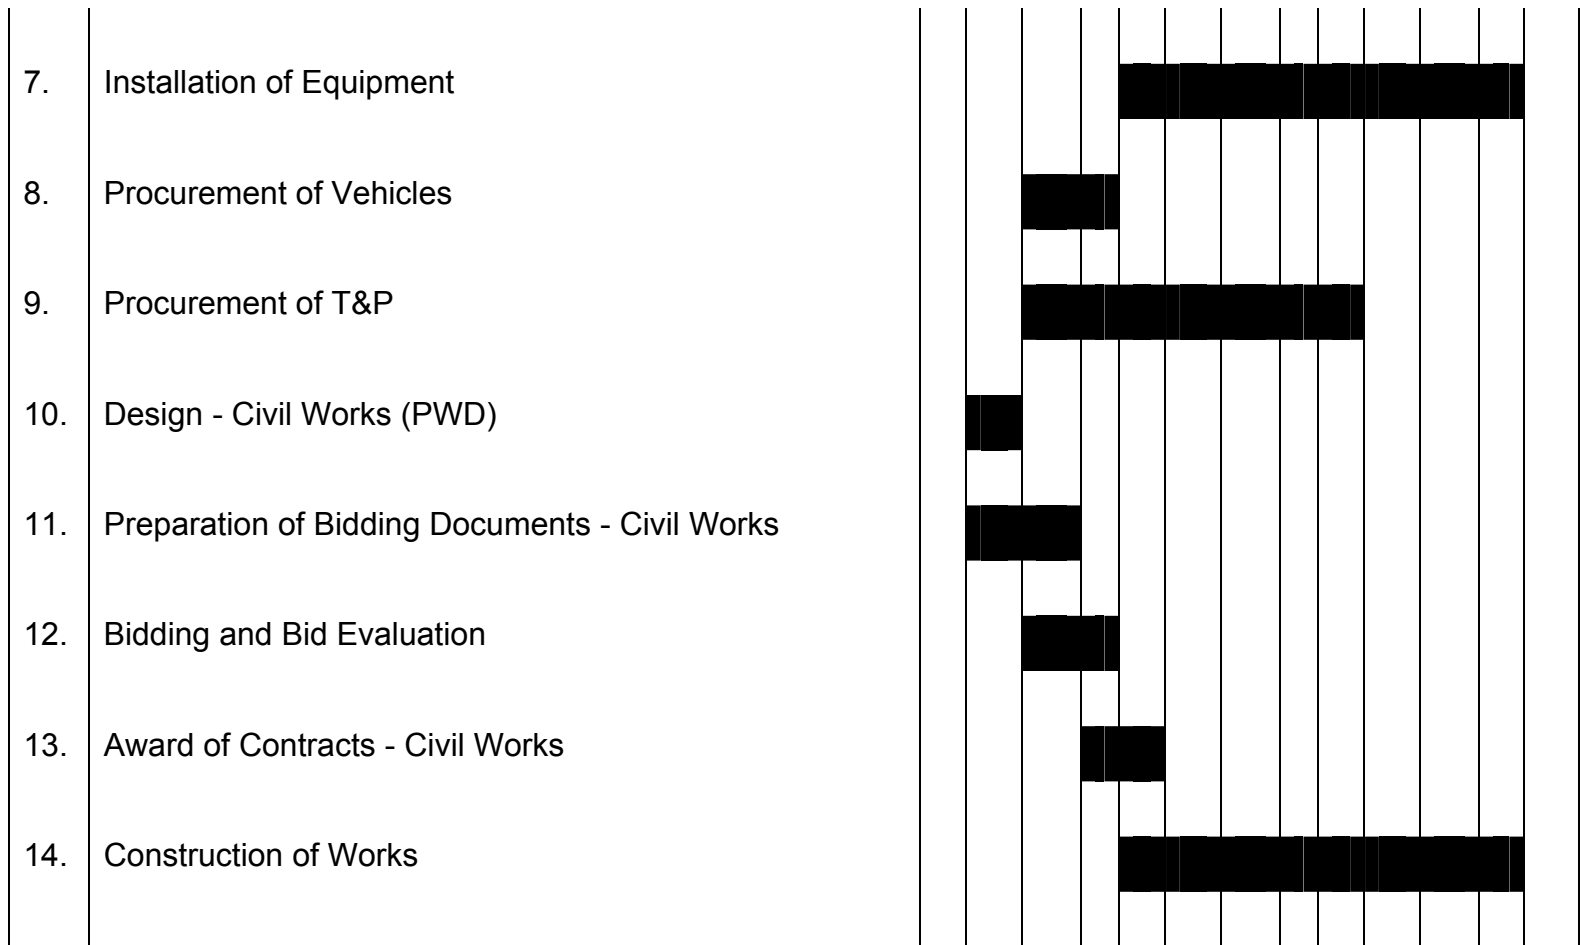 7. Installation of Equipment
8. Procurement of Vehicles
9. Procurement of T&P
10. Design - Civil Works (PWD)
11. Preparation of Bidding Documents - Civil Works
12. Bidding and Bid Evaluation
13. Award of Contracts - Civil Works
14. Construction of Works